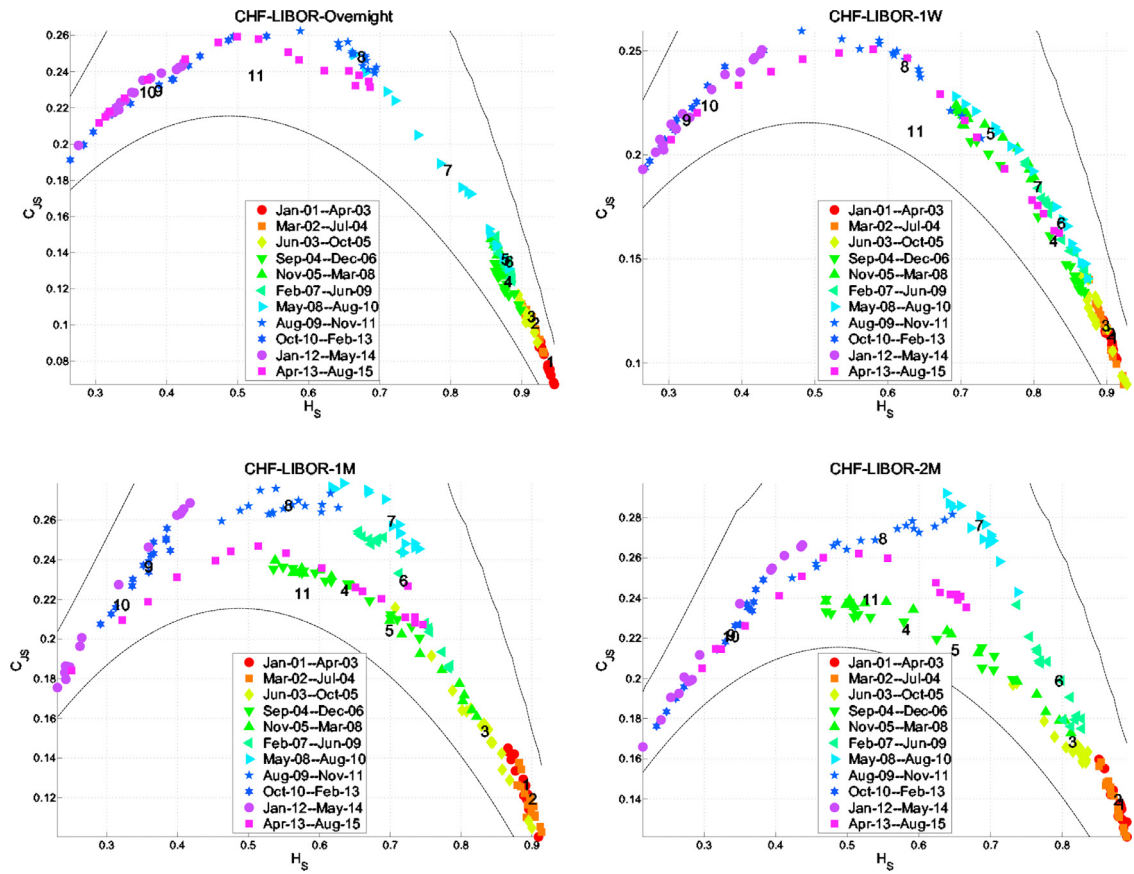 CHF-LIBOR-Overnight
0.26
0.24
0.22
0.2
0.18
0.16
0.14
0.12
0.1
0.08
C_JS
8
11
10
9
7
5
6
4
3
2
1
Jan-01--Apr-03
Mar-02--Jul-04
Jun-03--Oct-05
Sep-04--Dec-06
Nov-05--Mar-08
Feb-07--Jun-09
May-08--Aug-10
Aug-09--Nov-11
Oct-10--Feb-13
Jan-12--May-14
Apr-13--Aug-15
0.3 0.4 0.5 0.6 0.7 0.8 0.9
H_S
CHF-LIBOR-1W
0.25
0.2
0.15
0.1
C_JS
8
10
9
11
5
7
6
4
3
Jan-01--Apr-03
Mar-02--Jul-04
Jun-03--Oct-05
Sep-04--Dec-06
Nov-05--Mar-08
Feb-07--Jun-09
May-08--Aug-10
Aug-09--Nov-11
Oct-10--Feb-13
Jan-12--May-14
Apr-13--Aug-15
0.3 0.4 0.5 0.6 0.7 0.8 0.9
H_S
CHF-LIBOR-1M
0.26
0.24
0.22
0.2
0.18
0.16
0.14
0.12
C_JS
8
7
9
6
4
11
10
5
3
1
2
Jan-01--Apr-03
Mar-02--Jul-04
Jun-03--Oct-05
Sep-04--Dec-06
Nov-05--Mar-08
Feb-07--Jun-09
May-08--Aug-10
Aug-09--Nov-11
Oct-10--Feb-13
Jan-12--May-14
Apr-13--Aug-15
0.3 0.4 0.5 0.6 0.7 0.8 0.9
H_S
CHF-LIBOR-2M
0.28
0.26
0.24
0.22
0.2
0.18
0.16
0.14
C_JS
7
8
11
4
9
10
5
6
3
2
1
Jan-01--Apr-03
Mar-02--Jul-04
Jun-03--Oct-05
Sep-04--Dec-06
Nov-05--Mar-08
Feb-07--Jun-09
May-08--Aug-10
Aug-09--Nov-11
Oct-10--Feb-13
Jan-12--May-14
Apr-13--Aug-15
0.3 0.4 0.5 0.6 0.7 0.8
H_S